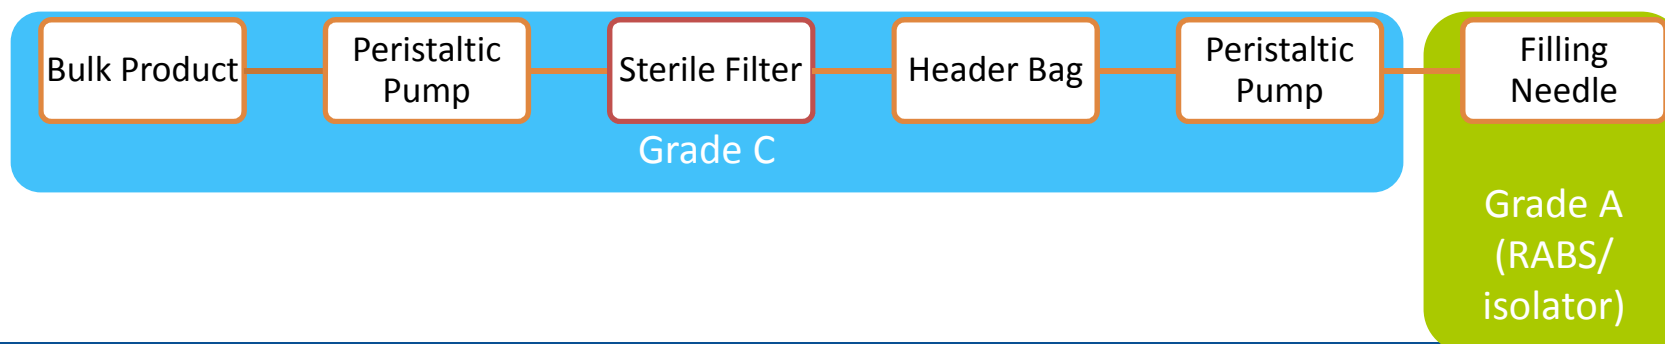 Bulk Product
Peristaltic
Pump
Sterile Filter
Header Bag
Peristaltic
Pump
Filling
Needle
Grade C
Grade A
(RABS/
isolator)